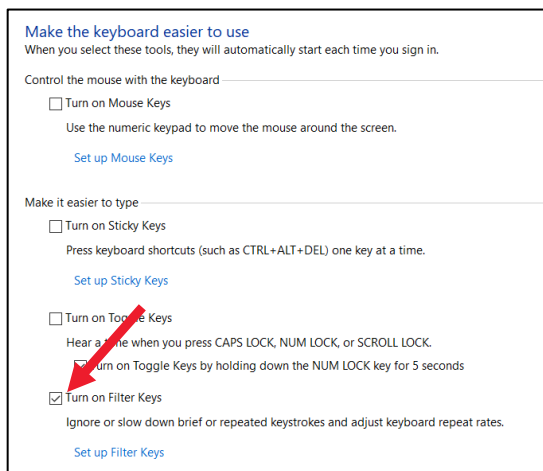 Make the keyboard easier to use
When you select these tools, they will automatically start each time you sign in.
Control the mouse with the keyboard
Turn on Mouse Keys
Use the numeric keypad to move the mouse around the screen.
Set up Mouse Keys
Make it easier to type
Turn on Sticky Keys
Press keyboard shortcuts (such as CTRL+ALT+DEL) one key at a time.
Set up Sticky Keys
Turn on Toggle Keys
Hear a tone when you press CAPS LOCK, NUM LOCK, or SCROLL LOCK.
Turn on Toggle Keys by holding down the NUM LOCK key for 5 seconds
Turn on Filter Keys
Ignore or slow down brief or repeated keystrokes and adjust keyboard repeat rates.
Set up Filter Keys